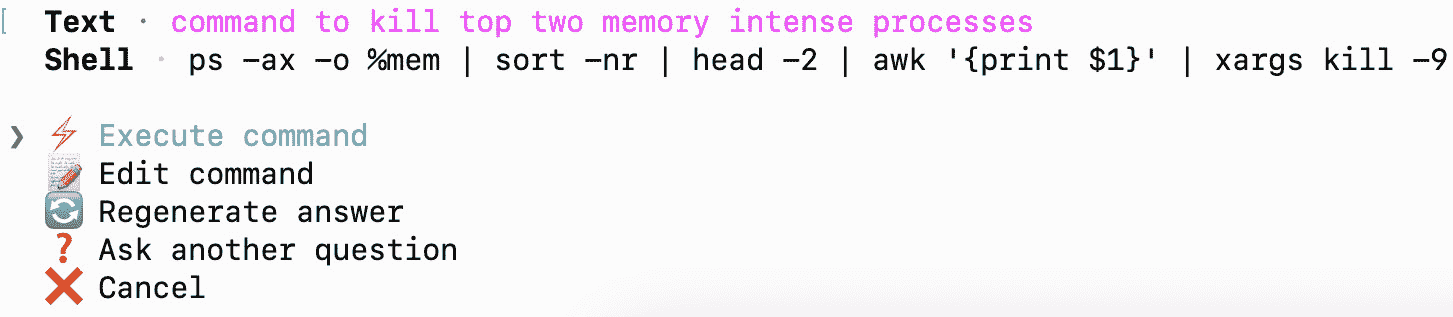 Text · command to kill top two memory intense processes
Shell · ps -ax -o %mem | sort -nr | head -2 | awk '{print $1}' | xargs kill -9
❯ ⚡ Execute command
📝 Edit command
🔄 Regenerate answer
❓ Ask another question
❌ Cancel